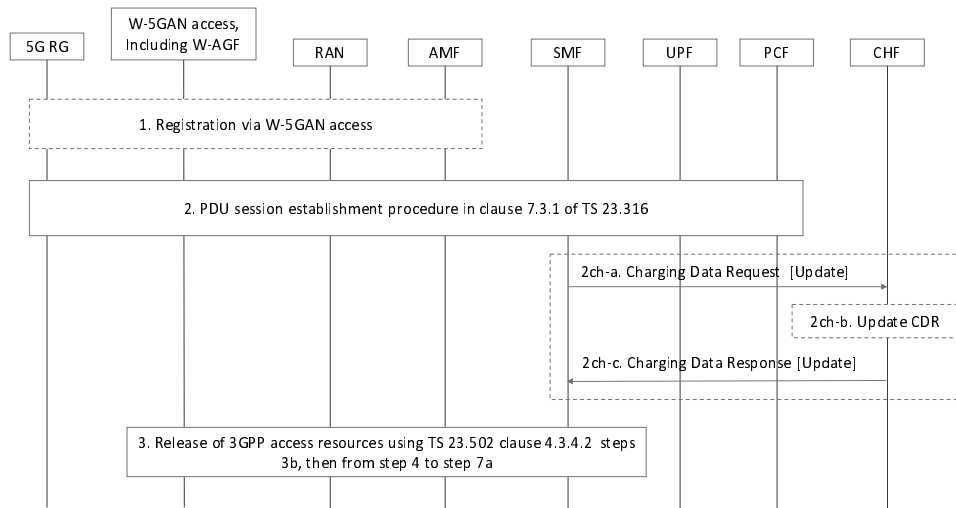 5G RG
W-5GAN access,
Including W-AGF
RAN
AMF
SMF
UPF
PCF
CHF
1. Registration via W-5GAN access
2. PDU session establishment procedure in clause 7.3.1 of TS 23.316
2ch-a. Charging Data Request [Update]
2ch-b. Update CDR
2ch-c. Charging Data Response [Update]
3. Release of 3GPP access resources using TS 23.502 clause 4.3.4.2 steps
3b, then from step 4 to step 7a